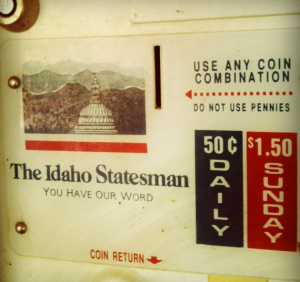 USE ANY COIN
COMBINATION
DO NOT USE PENNIES
The Idaho Statesman
YOU HAVE OUR WORD
50¢
DAILY
$1.50
SUNDAY
COIN RETURN